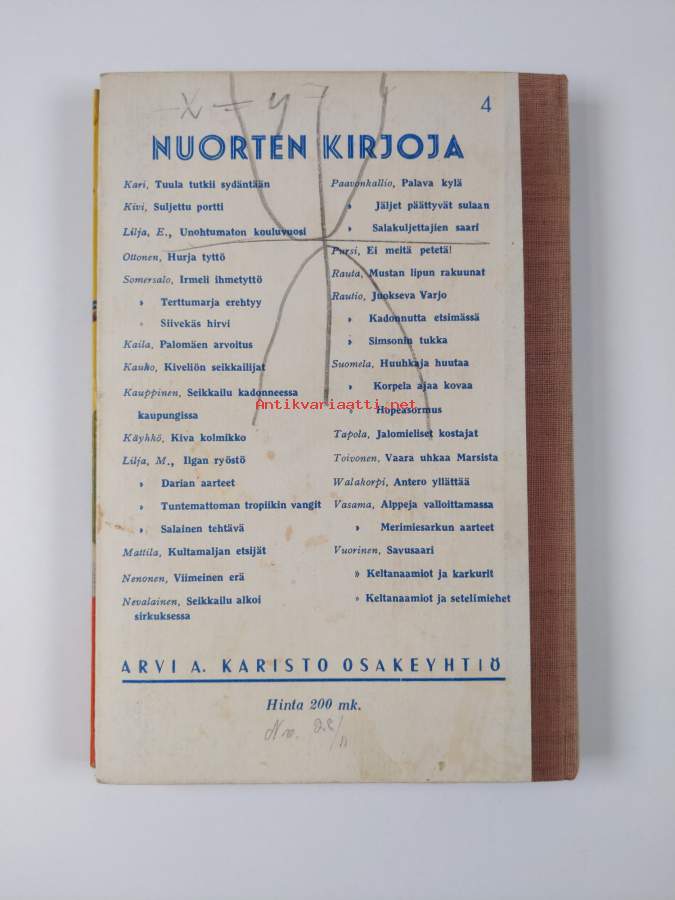 -x = y
4
NUORTEN KIRJOJA
Kari, Tuula tutkii sydäntään
Kivi, Suljettu portti
Lilja, E., Unohtumaton kouluvuosi
Ottonen, Hurja tyttö
Somersalo, Irmeli ihmetyttö
» Terttumarja erehtyy
» Siivekäs hirvi
Kaila, Palomäen arvoitus
Kauko, Kiveliön seikkailijat
Kauppinen, Seikkailu kadonneessa
kaupungissa
Käyhkö, Kiva kolmikko
Lilja, M., Ilgan ryöstö
» Darian aarteet
» Tuntemattoman tropiikin vangit
» Salainen tehtävä
Mattila, Kultamaljan etsijät
Nenonen, Viimeinen erä
Nevalainen, Seikkailu alkoi
sirkuksessa
Paavonkallio, Palava kylä
» Jäljet päättyvät sulaan
» Salakuljettajien saari
Pursi, Ei meitä petetä!
Rauta, Mustan lipun rakuunat
Rautio, Juokseva Varjo
» Kadonnutta etsimässä
» Simsonin tukka
Suomela, Huuhkaja huutaa
» Korpela ajaa kovaa
» Hopeasormus
Tapola, Jalomieliset kostajat
Toivonen, Vaara uhkaa Marsista
Walakorpi, Antero yllättää
Vasama, Alppeja valloittamassa
» Merimiesarkun aarteet
Vuorinen, Savusaari
» Keltanaamiot ja karkurit
» Keltanaamiot ja setelimiehet
Antikvariaatti.net
ARVI A. KARISTO OSAKEYHTIÖ
Hinta 200 mk.